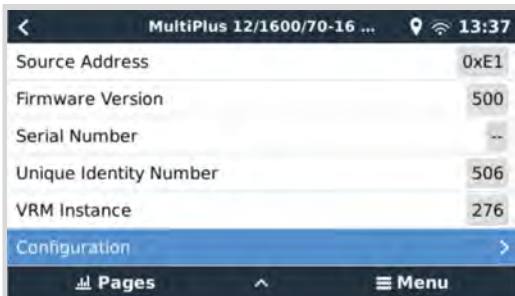 MultiPlus 12/1600/70-16 ... 13:37
Source Address 0xE1
Firmware Version 500
Serial Number --
Unique Identity Number 506
VRM Instance 276
Configuration
Pages Menu